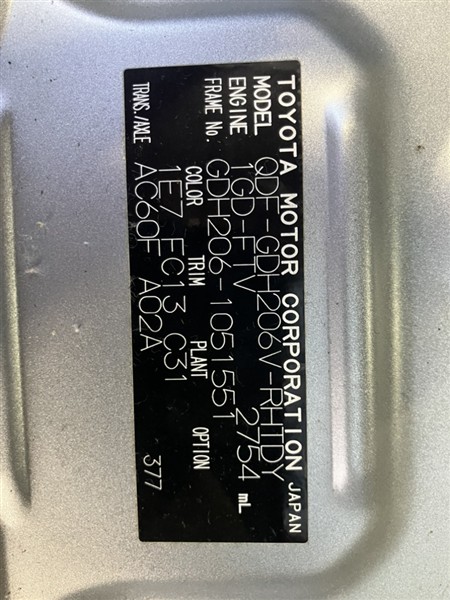 TOYOTA MOTOR CORPORATION JAPAN
MODEL QDF-GDH206V-RHTDY
ENGINE 1GD-FTV 2754 mL
FRAME No. GDH206-1051551
COLOR TRIM PLANT OPTION
1E7 FC13 C31
TRANS./AXLE AC60F A02A
377